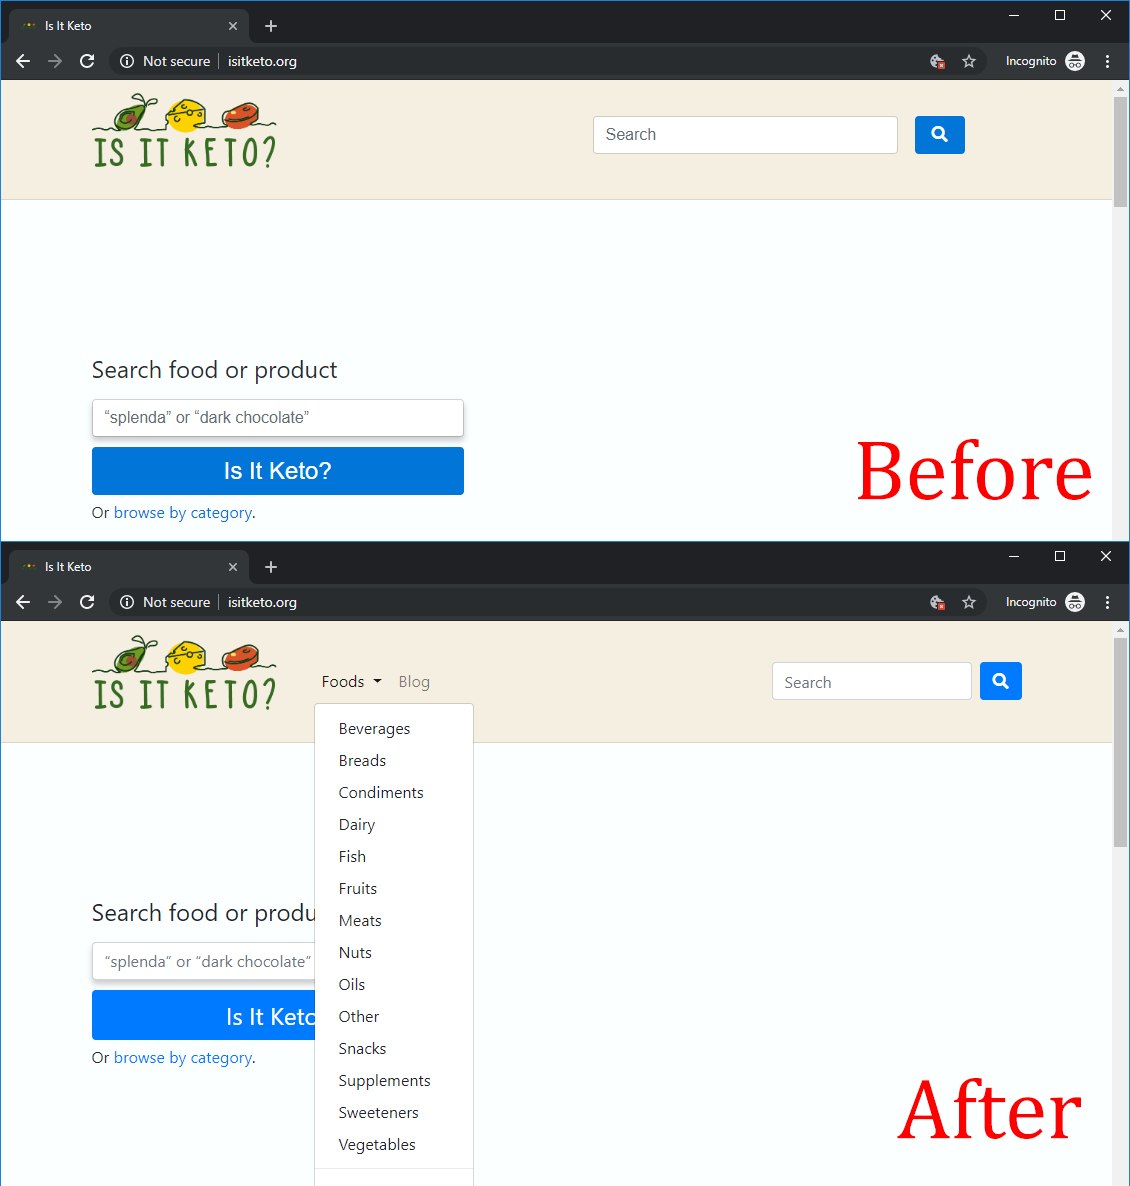 Is It Keto
Not secure isitketo.org Incognito
IS IT KETO?
Search
Search food or product
“splenda” or “dark chocolate”
Is It Keto?
Or browse by category.
Before
Is It Keto
Not secure isitketo.org Incognito
IS IT KETO?
Foods Blog
Search
Beverages
Breads
Condiments
Dairy
Fish
Fruits
Meats
Nuts
Oils
Other
Snacks
Supplements
Sweeteners
Vegetables
Search food or produ
“splenda” or “dark chocolate”
Is It Keto
Or browse by category.
After